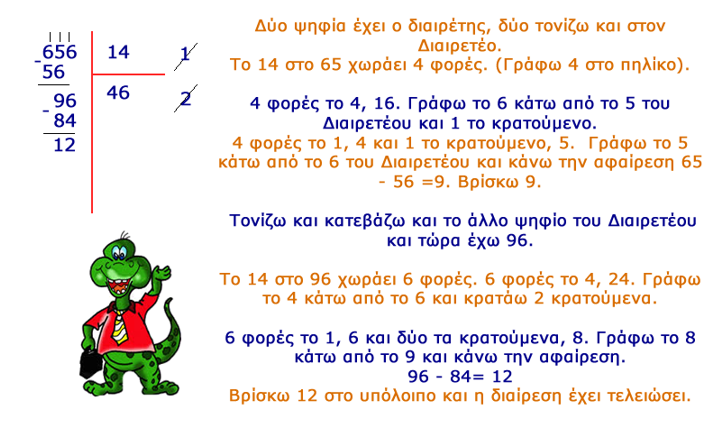 656 14 1
- 56 46 2
96
- 84
12
Δύο ψηφία έχει ο διαιρέτης, δύο τονίζω και στον
Διαιρετέο.
Το 14 στο 65 χωράει 4 φορές. (Γράφω 4 στο πηλίκο).
4 φορές το 4, 16. Γράφω το 6 κάτω από το 5 του
Διαιρετέου και 1 το κρατούμενο.
4 φορές το 1, 4 και 1 το κρατούμενο, 5. Γράφω το 5
κάτω από το 6 του Διαιρετέου και κάνω την αφαίρεση 65
- 56 =9. Βρίσκω 9.
Τονίζω και κατεβάζω και το άλλο ψηφίο του Διαιρετέου
και τώρα έχω 96.
Το 14 στο 96 χωράει 6 φορές. 6 φορές το 4, 24. Γράφω
το 4 κάτω από το 6 και κρατάω 2 κρατούμενα.
6 φορές το 1, 6 και δύο τα κρατούμενα, 8. Γράφω το 8
κάτω από το 9 και κάνω την αφαίρεση.
96 - 84= 12
Βρίσκω 12 στο υπόλοιπο και η διαίρεση έχει τελειώσει.